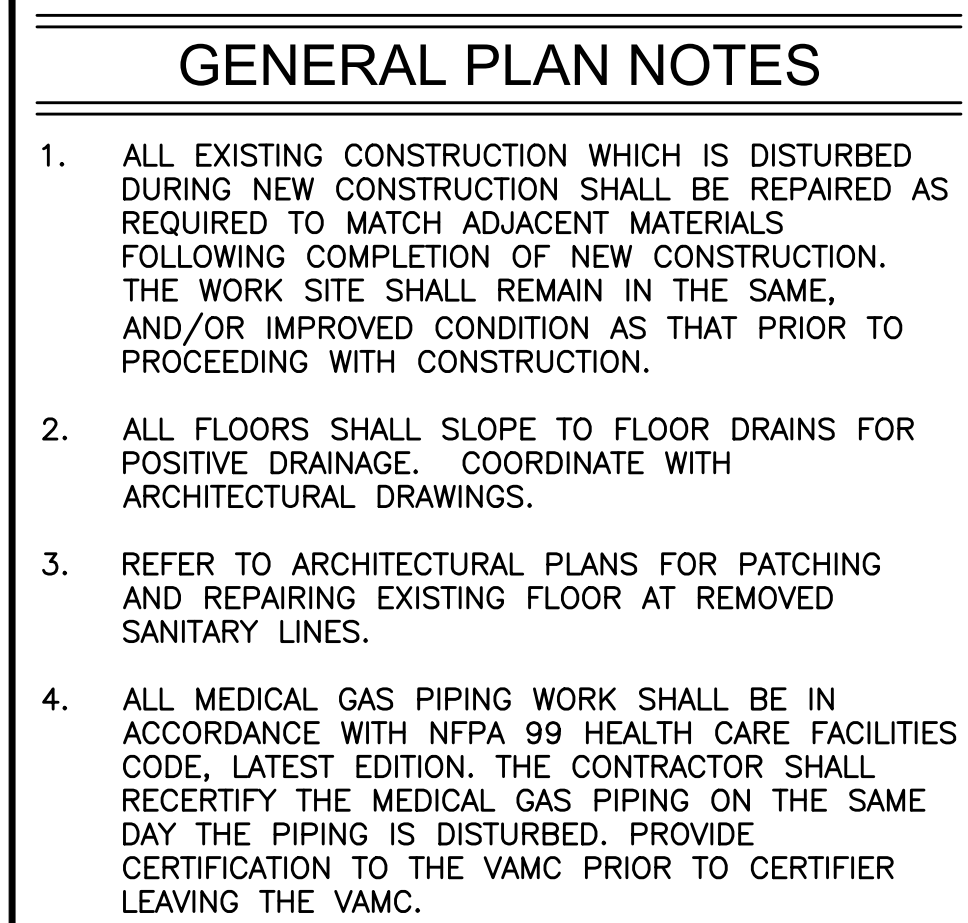 GENERAL PLAN NOTES
1. ALL EXISTING CONSTRUCTION WHICH IS DISTURBED
DURING NEW CONSTRUCTION SHALL BE REPAIRED AS
REQUIRED TO MATCH ADJACENT MATERIALS
FOLLOWING COMPLETION OF NEW CONSTRUCTION.
THE WORK SITE SHALL REMAIN IN THE SAME,
AND/OR IMPROVED CONDITION AS THAT PRIOR TO
PROCEEDING WITH CONSTRUCTION.
2. ALL FLOORS SHALL SLOPE TO FLOOR DRAINS FOR
POSITIVE DRAINAGE. COORDINATE WITH
ARCHITECTURAL DRAWINGS.
3. REFER TO ARCHITECTURAL PLANS FOR PATCHING
AND REPAIRING EXISTING FLOOR AT REMOVED
SANITARY LINES.
4. ALL MEDICAL GAS PIPING WORK SHALL BE IN
ACCORDANCE WITH NFPA 99 HEALTH CARE FACILITIES
CODE, LATEST EDITION. THE CONTRACTOR SHALL
RECERTIFY THE MEDICAL GAS PIPING ON THE SAME
DAY THE PIPING IS DISTURBED. PROVIDE
CERTIFICATION TO THE VAMC PRIOR TO CERTIFIER
LEAVING THE VAMC.